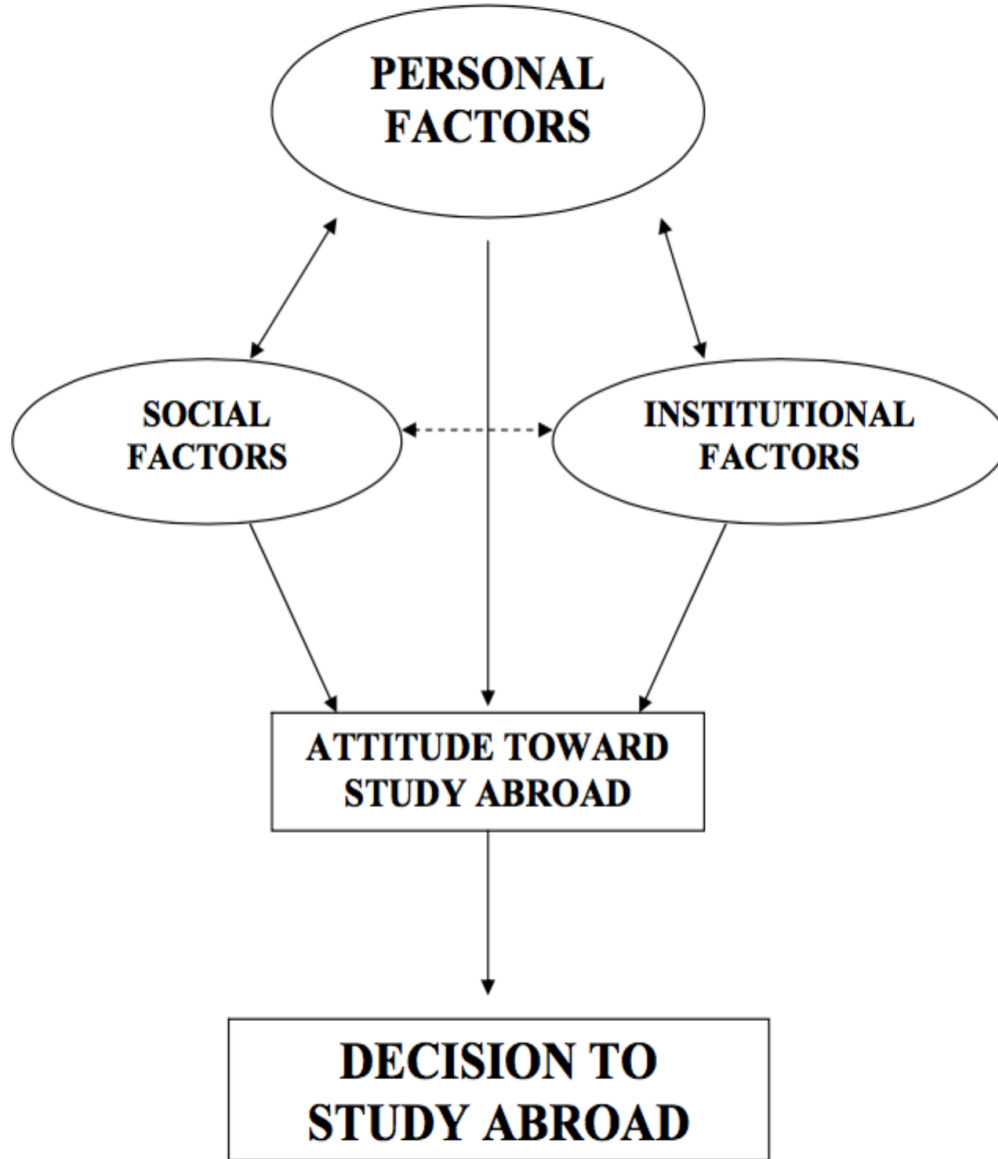 PERSONAL
FACTORS
SOCIAL
FACTORS
INSTITUTIONAL
FACTORS
ATTITUDE TOWARD
STUDY ABROAD
DECISION TO
STUDY ABROAD